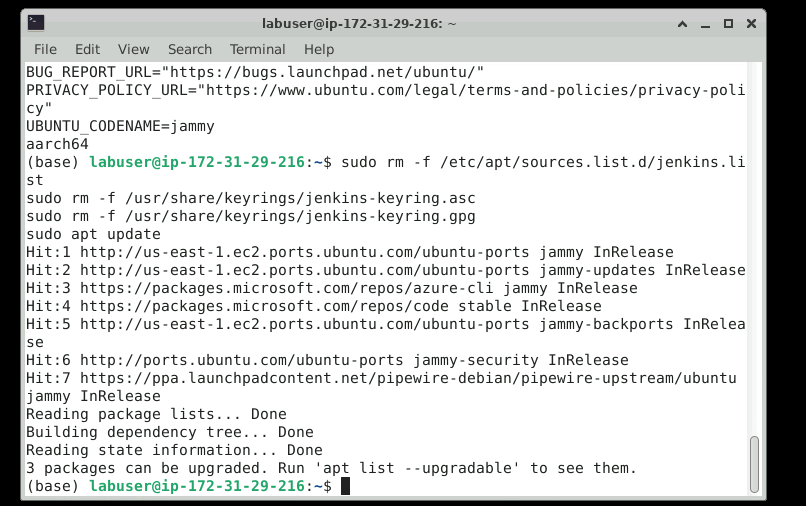 labuser@ip-172-31-29-216: ~
File Edit View Search Terminal Help
BUG_REPORT_URL="https://bugs.launchpad.net/ubuntu/"
PRIVACY_POLICY_URL="https://www.ubuntu.com/legal/terms-and-policies/privacy-poli
cy"
UBUNTU_CODENAME=jammy
aarch64
(base) labuser@ip-172-31-29-216:~$ sudo rm -f /etc/apt/sources.list.d/jenkins.li
st
sudo rm -f /usr/share/keyrings/jenkins-keyring.asc
sudo rm -f /usr/share/keyrings/jenkins-keyring.gpg
sudo apt update
Hit:1 http://us-east-1.ec2.ports.ubuntu.com/ubuntu-ports jammy InRelease
Hit:2 http://us-east-1.ec2.ports.ubuntu.com/ubuntu-ports jammy-updates InRelease
Hit:3 https://packages.microsoft.com/repos/azure-cli jammy InRelease
Hit:4 https://packages.microsoft.com/repos/code stable InRelease
Hit:5 http://us-east-1.ec2.ports.ubuntu.com/ubuntu-ports jammy-backports InRelea
se
Hit:6 http://ports.ubuntu.com/ubuntu-ports jammy-security InRelease
Hit:7 https://ppa.launchpadcontent.net/pipewire-debian/pipewire-upstream/ubuntu
jammy InRelease
Reading package lists... Done
Building dependency tree... Done
Reading state information... Done
3 packages can be upgraded. Run 'apt list --upgradable' to see them.
(base) labuser@ip-172-31-29-216:~$